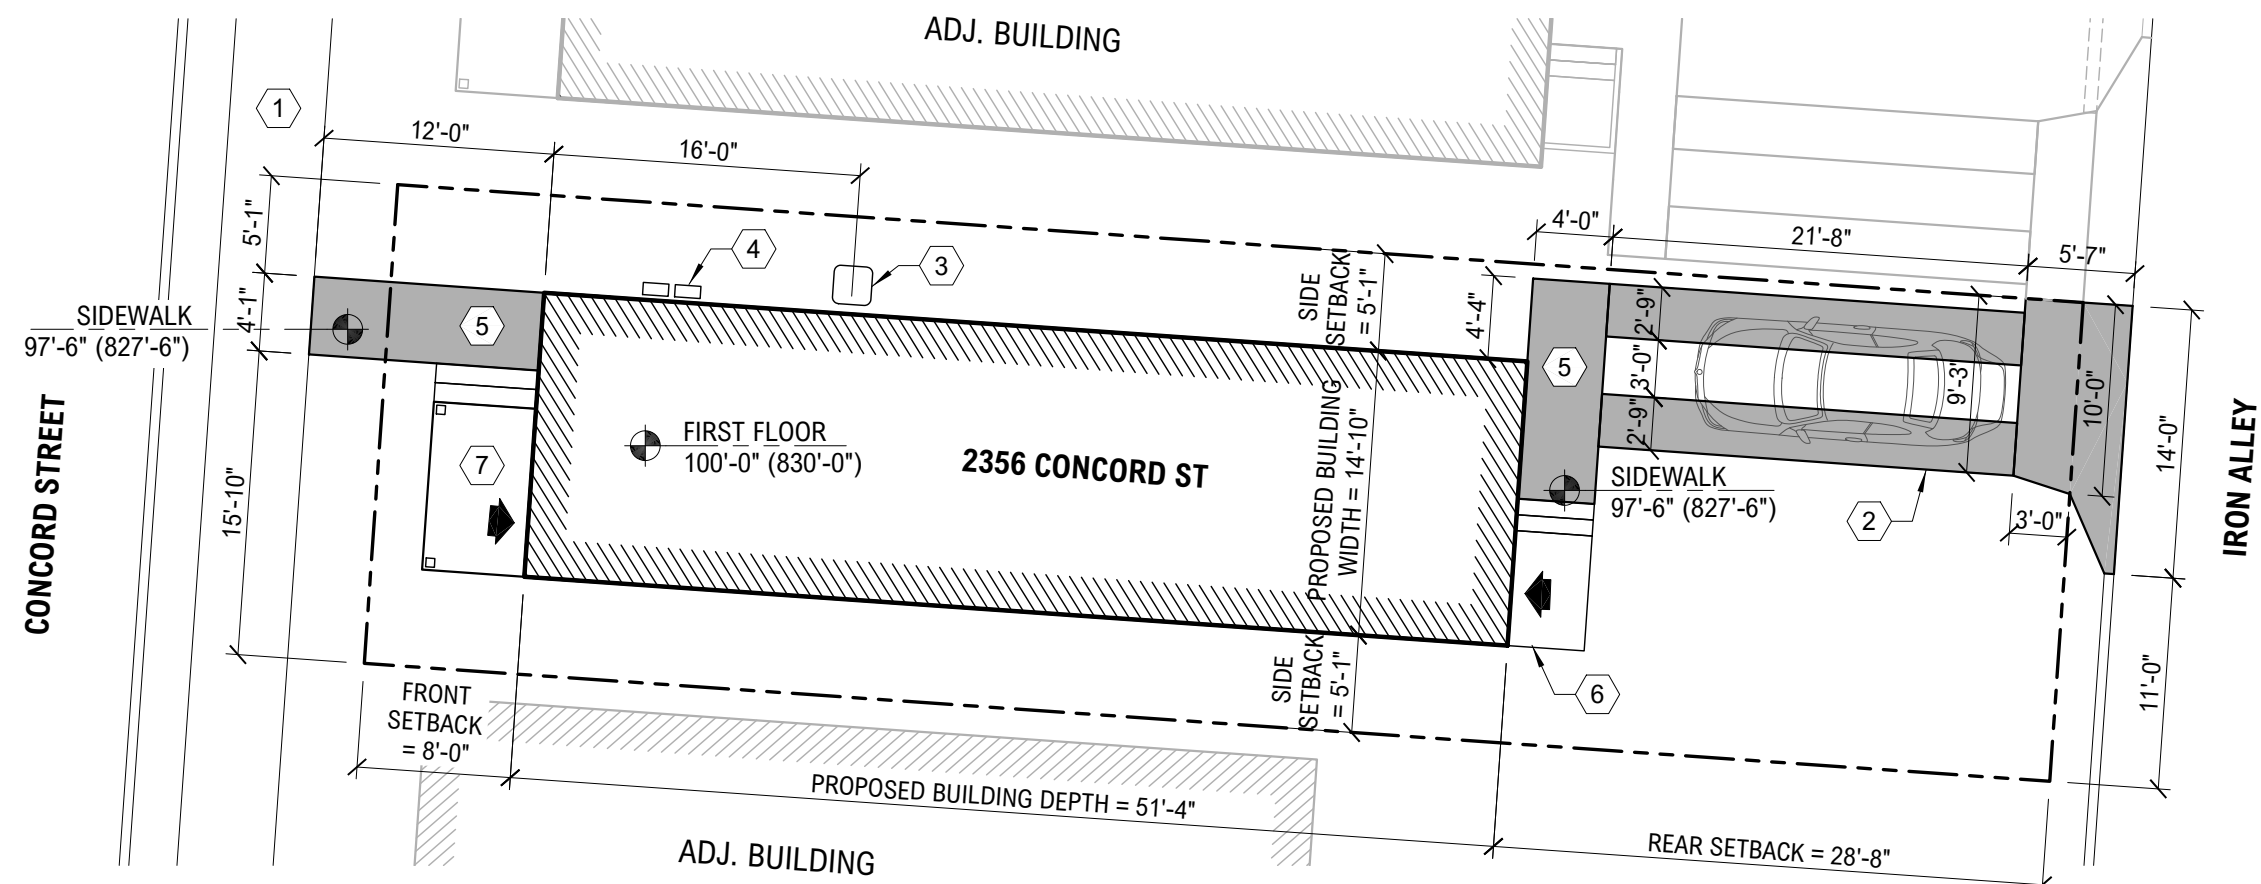 ADJ. BUILDING
1
12'-0"
16'-0"
5'-1"
4
3
SIDE
SETBACK
= 5'-1"
4'-0"
21'-8"
5'-7"
SIDEWALK
97'-6" (827'-6")
4'-1"
5
4'-4"
5
2'-9"
3'-0"
2'-9"
9'-3"
10'-0"
14'-0"
CONCORD STREET
15'-10"
7
FIRST FLOOR
100'-0" (830'-0")
2356 CONCORD ST
PROPOSED BUILDING
WIDTH = 14'-10"
SIDEWALK
97'-6" (827'-6")
2
3'-0"
IRON ALLEY
11'-0"
SIDE
SETBACK
= 5'-1"
6
FRONT
SETBACK
= 8'-0"
PROPOSED BUILDING DEPTH = 51'-4"
REAR SETBACK = 28'-8"
ADJ. BUILDING